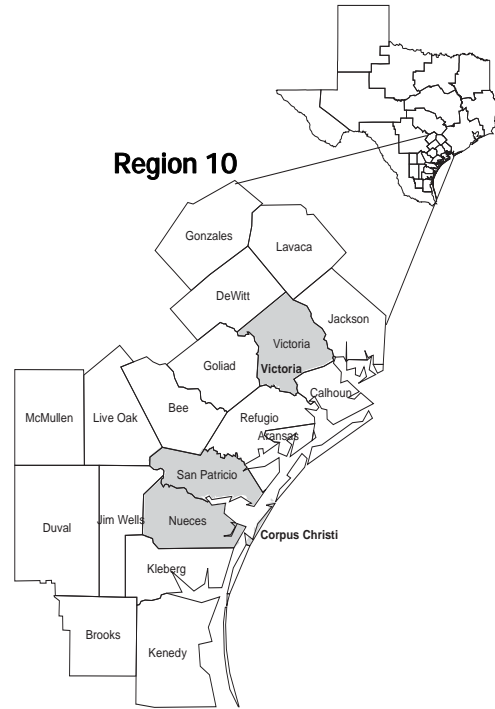 Region 10
Gonzales
Lavaca
DeWitt
Jackson
Victoria
Goliad
Victoria
Calhoun
McMullen
Live Oak
Bee
Refugio
Aransas
San Patricio
Duval
Jim Wells
Nueces
Corpus Christi
Kleberg
Brooks
Kenedy